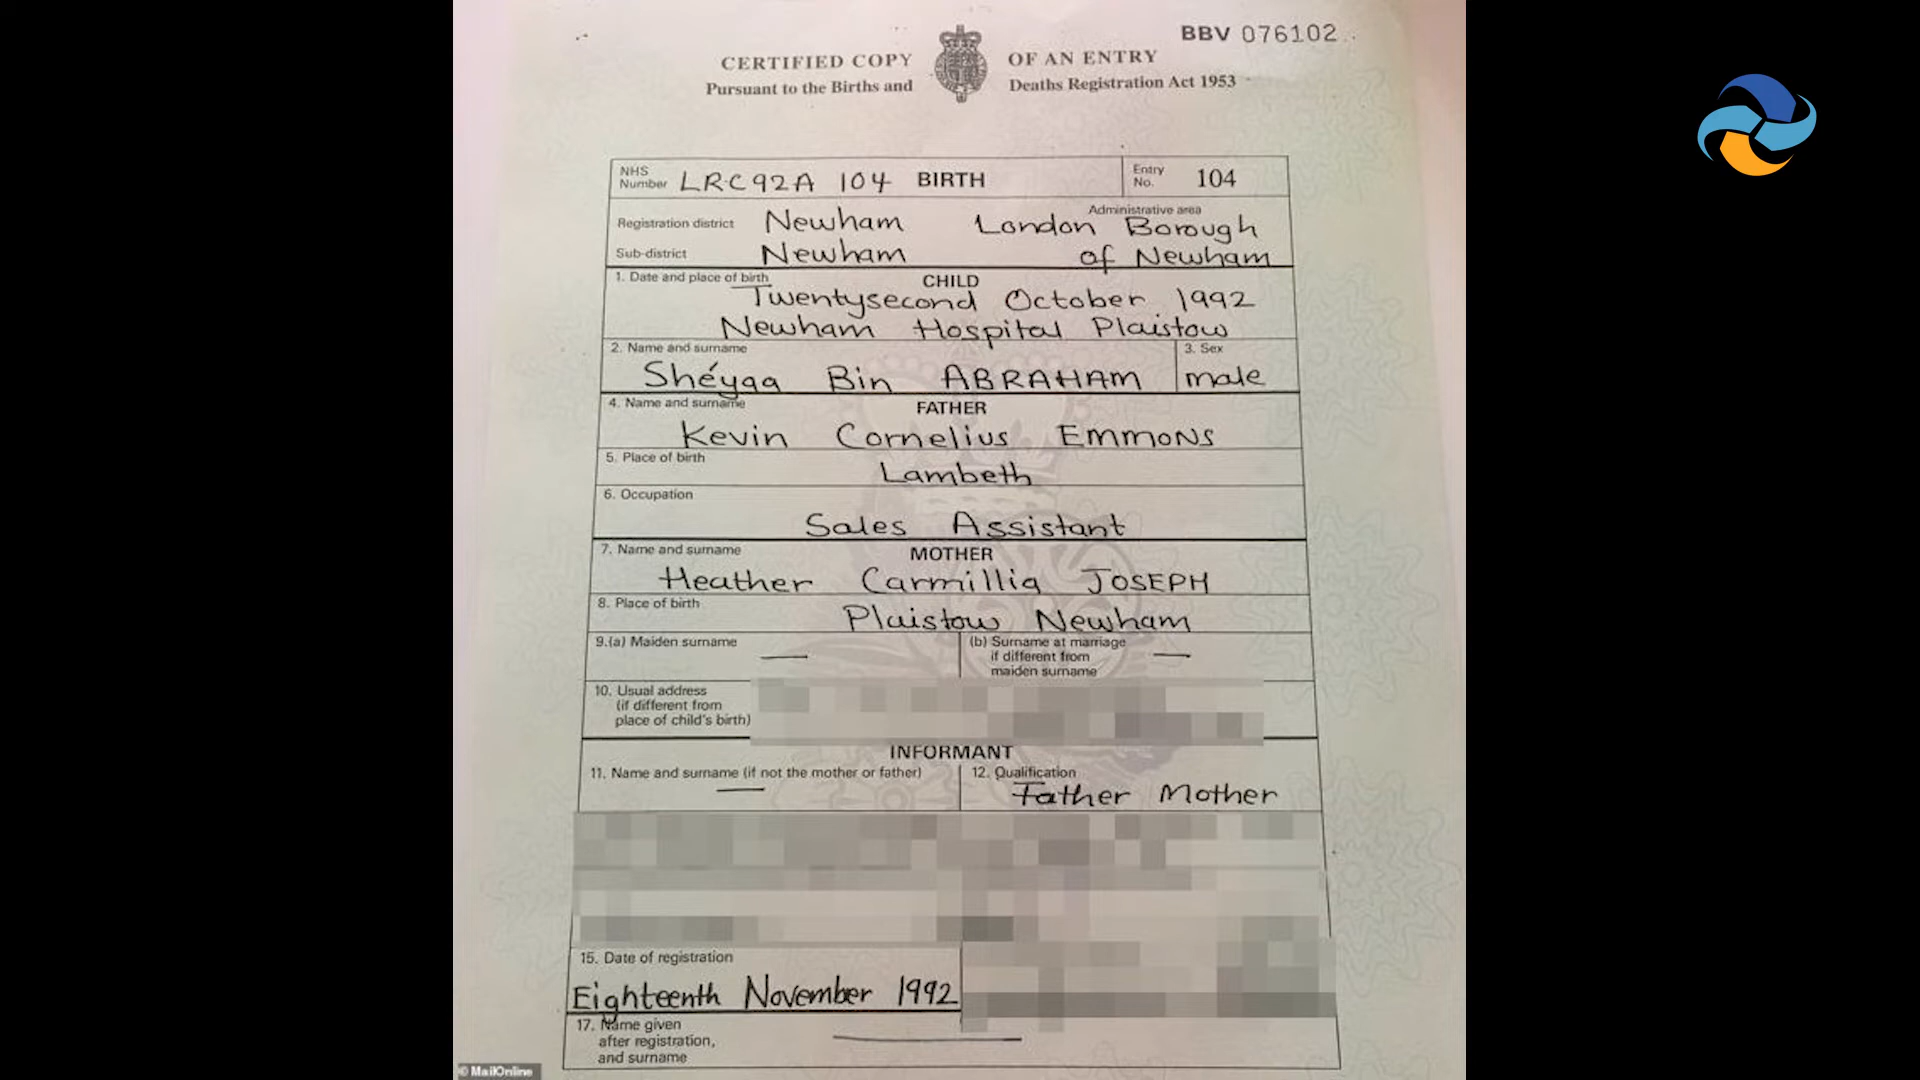 BBV 076102
CERTIFIED COPY OF AN ENTRY
Pursuant to the Births and Deaths Registration Act 1953
NHS Number LRC92A 104 BIRTH Entry No. 104
Administrative area
Registration district Newham London Borough
Sub-district Newham of Newham
1. Date and place of birth CHILD
Twentysecond October 1992
Newham Hospital Plaistow
2. Name and surname 3. Sex
Shéyaa Bin ABRAHAM male
4. Name and surname FATHER
Kevin Cornelius EMMONS
5. Place of birth
Lambeth
6. Occupation
Sales Assistant
7. Name and surname MOTHER
Heather Carmillia JOSEPH
8. Place of birth
Plaistow Newham
9.(a) Maiden surname — (b) Surname at marriage
if different from —
maiden surname
10. Usual address
(if different from
place of child's birth)
INFORMANT
11. Name and surname (if not the mother or father) 12. Qualification
— Father Mother
15. Date of registration
Eighteenth November 1992
17. Name given
after registration,
and surname —
© MailOnline